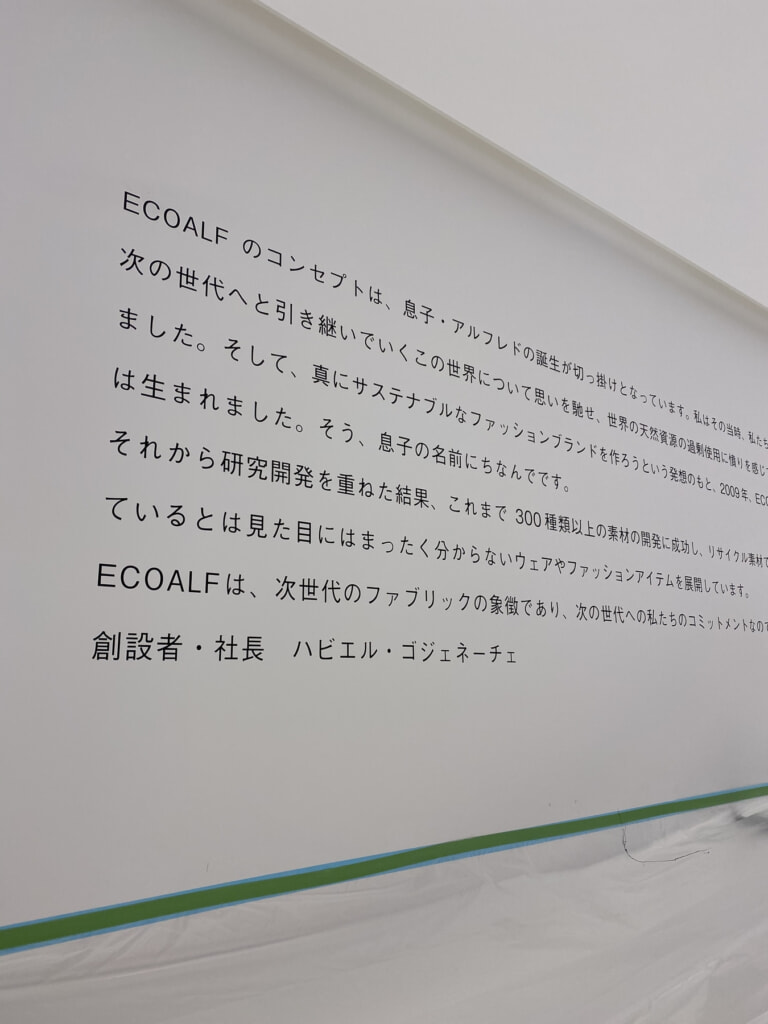 ECOALF のコンセプトは、息子・アルフレドの誕生が切っ掛けとなっています。私はその当時、私たち
次の世代へと引き継いでいくこの世界について思いを馳せ、世界の天然資源の過剰使用に憤りを感じ
ました。そして、真にサステナブルなファッションブランドを作ろうという発想のもと、2009年、ECO
は生まれました。そう、息子の名前にちなんでです。
それから研究開発を重ねた結果、これまで 300種類以上の素材の開発に成功し、リサイクル素材で
ているとは見た目にはまったく分からないウェアやファッションアイテムを展開しています。
ECOALFは、次世代のファブリックの象徴であり、次の世代への私たちのコミットメントなので
創設者・社長　ハビエル・ゴジェネーチェ